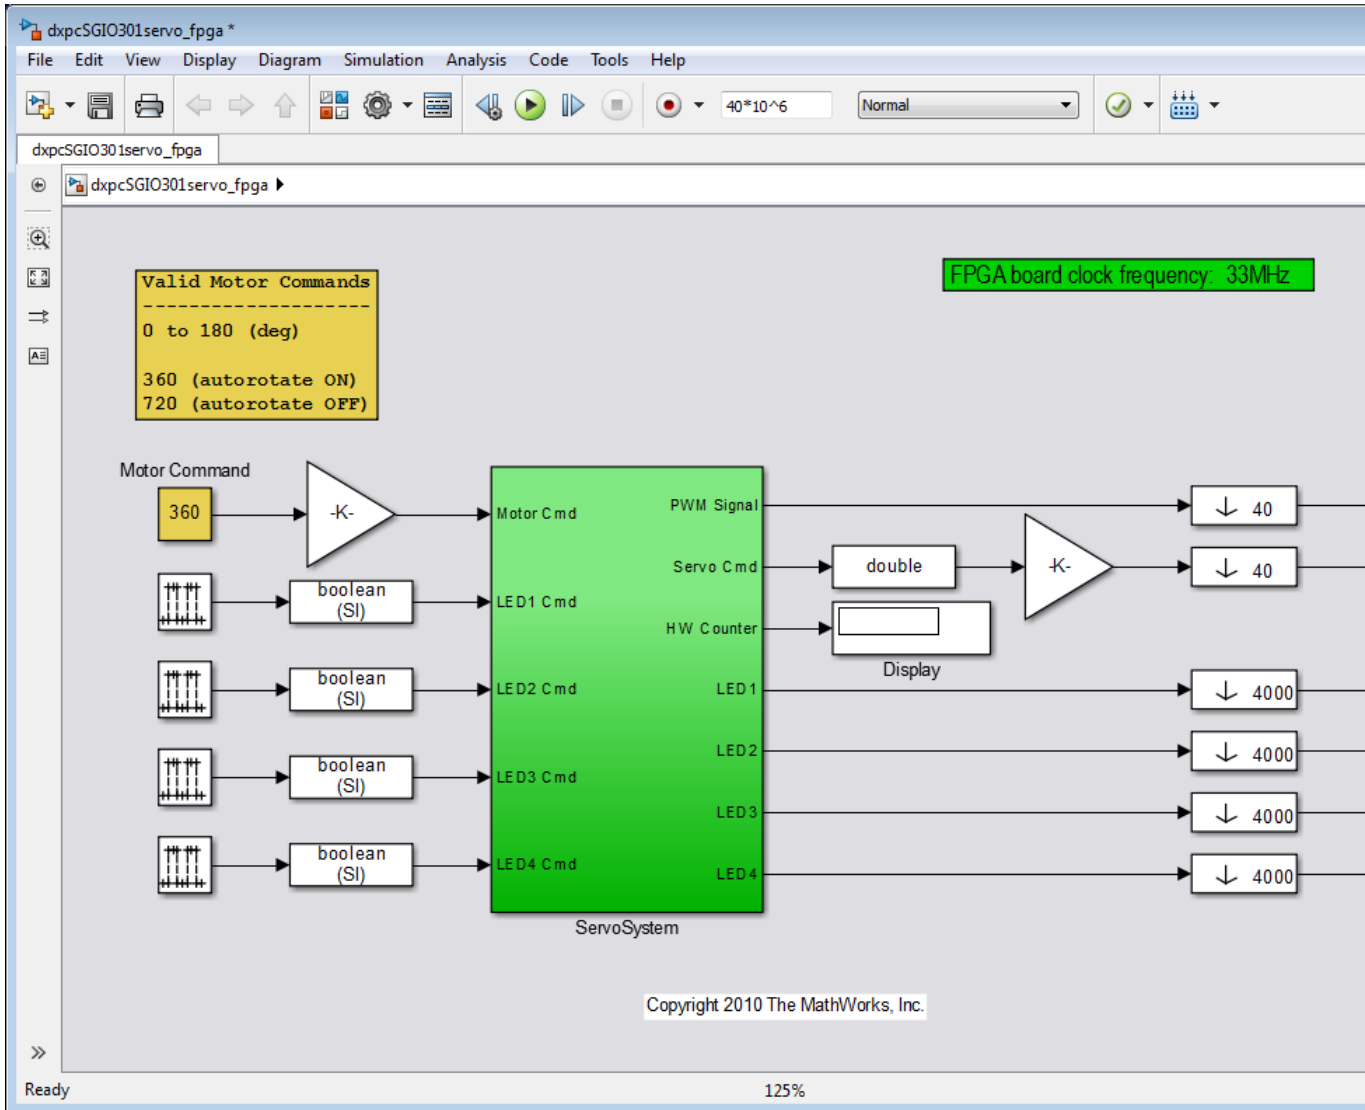 dxpcSGIO301servo_fpga *
File Edit View Display Diagram Simulation Analysis Code Tools Help
40*10^6 Normal
dxpcSGIO301servo_fpga
dxpcSGIO301servo_fpga
Valid Motor Commands
--------------------
0 to 180 (deg)
360 (autorotate ON)
720 (autorotate OFF)
FPGA board clock frequency: 33MHz
Motor Command
360
-K-
Motor Cmd
PWM Signal
40
Servo Cmd
double
-K-
40
boolean
(SI)
LED1 Cmd
HW Counter
Display
boolean
(SI)
LED2 Cmd
LED1
4000
LED2
4000
boolean
(SI)
LED3 Cmd
LED3
4000
boolean
(SI)
LED4 Cmd
LED4
4000
ServoSystem
Copyright 2010 The MathWorks, Inc.
Ready
125%